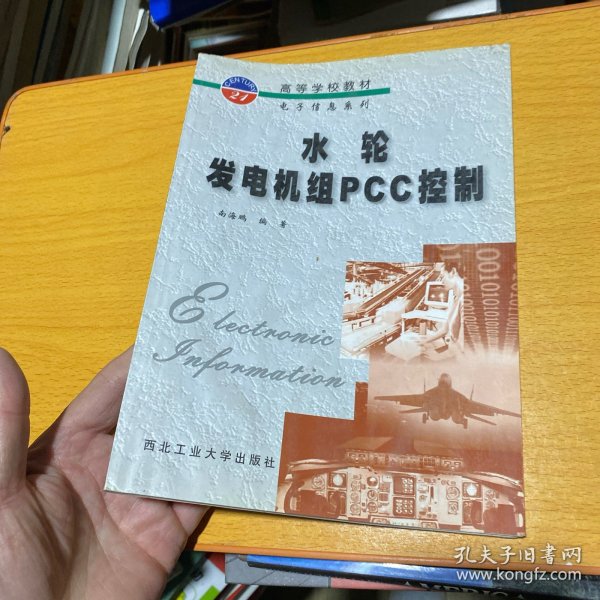 CENTURY
21
高等学校教材
电子信息系列
水轮
发电机组PCC控制
南海鹏 编著
Electronic
Information
西北工业大学出版社
孔夫子旧书网
www.kongfz.com